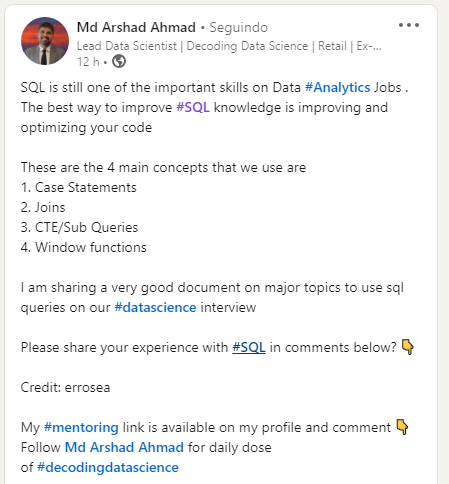 Md Arshad Ahmad • Seguindo
Lead Data Scientist | Decoding Data Science | Retail | Ex-...
12 h •
SQL is still one of the important skills on Data #Analytics Jobs .
The best way to improve #SQL knowledge is improving and
optimizing your code
These are the 4 main concepts that we use are
1. Case Statements
2. Joins
3. CTE/Sub Queries
4. Window functions
I am sharing a very good document on major topics to use sql
queries on our #datascience interview
Please share your experience with #SQL in comments below? 👇
Credit: errosea
My #mentoring link is available on my profile and comment 👇
Follow Md Arshad Ahmad for daily dose
of #decodingdatascience